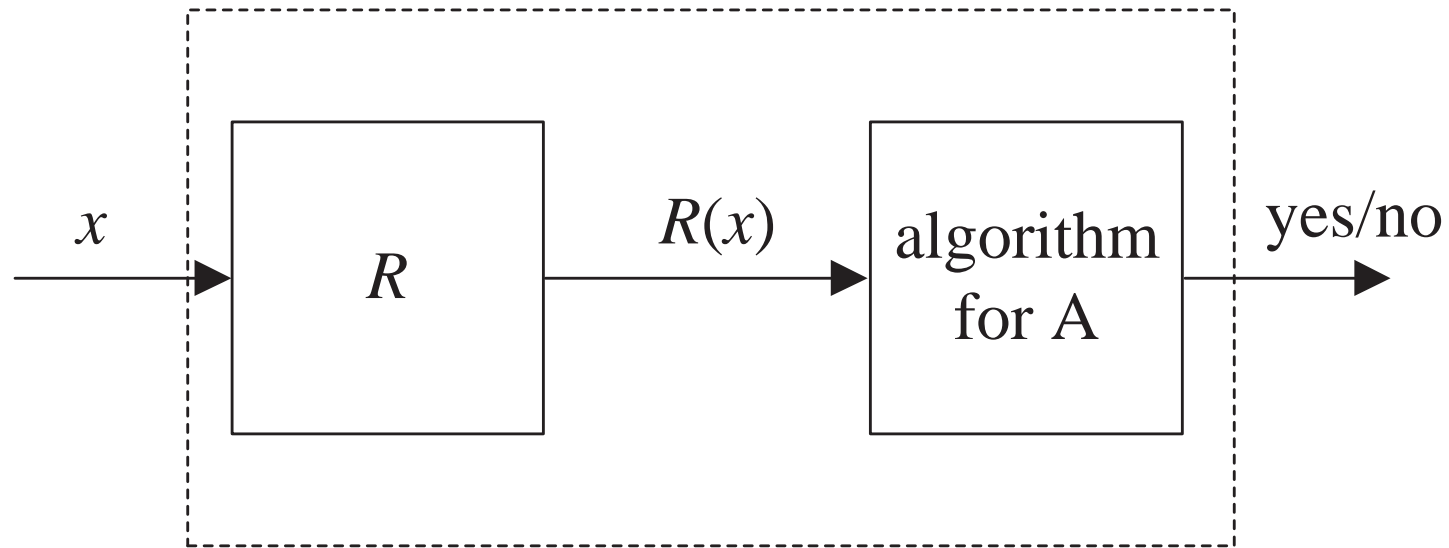 x
R
R(x)
algorithm
for A
yes/no